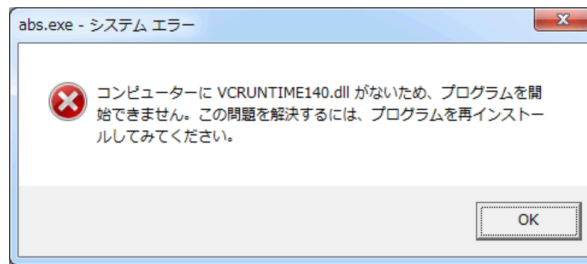 abs.exe - システム エラー
コンピューターに VCRUNTIME140.dll がないため、プログラムを開
始できません。この問題を解決するには、プログラムを再インストー
ルしてみてください。
OK